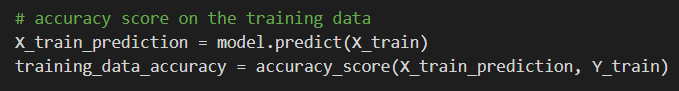 # accuracy score on the training data
X_train_prediction = model.predict(X_train)
training_data_accuracy = accuracy_score(X_train_prediction, Y_train)